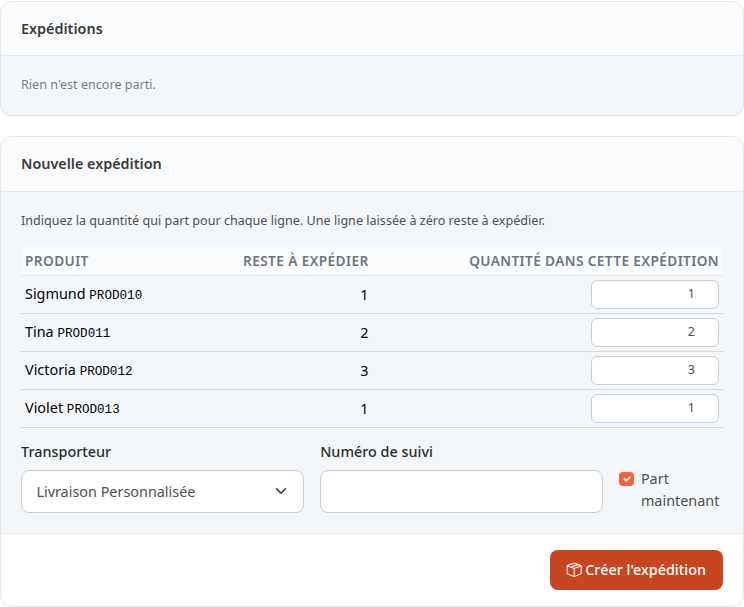 Expéditions
Rien n'est encore parti.
Nouvelle expédition
Indiquez la quantité qui part pour chaque ligne. Une ligne laissée à zéro reste à expédier.
PRODUIT RESTE À EXPÉDIER QUANTITÉ DANS CETTE EXPÉDITION
Sigmund PROD010 1 1
Tina PROD011 2 2
Victoria PROD012 3 3
Violet PROD013 1 1
Transporteur Numéro de suivi
Livraison Personnalisée
Part
maintenant
Créer l'expédition